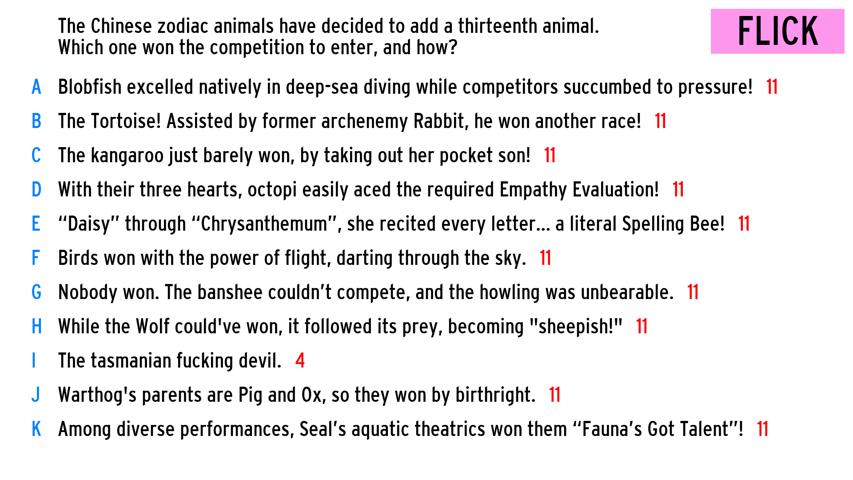 The Chinese zodiac animals have decided to add a thirteenth animal.
Which one won the competition to enter, and how?
FLICK
A Blobfish excelled natively in deep-sea diving while competitors succumbed to pressure! 11
B The Tortoise! Assisted by former archenemy Rabbit, he won another race! 11
C The kangaroo just barely won, by taking out her pocket son! 11
D With their three hearts, octopi easily aced the required Empathy Evaluation! 11
E “Daisy” through “Chrysanthemum”, she recited every letter... a literal Spelling Bee! 11
F Birds won with the power of flight, darting through the sky. 11
G Nobody won. The banshee couldn’t compete, and the howling was unbearable. 11
H While the Wolf could've won, it followed its prey, becoming "sheepish!" 11
I The tasmanian fucking devil. 4
J Warthog's parents are Pig and Ox, so they won by birthright. 11
K Among diverse performances, Seal’s aquatic theatrics won them “Fauna’s Got Talent”! 11